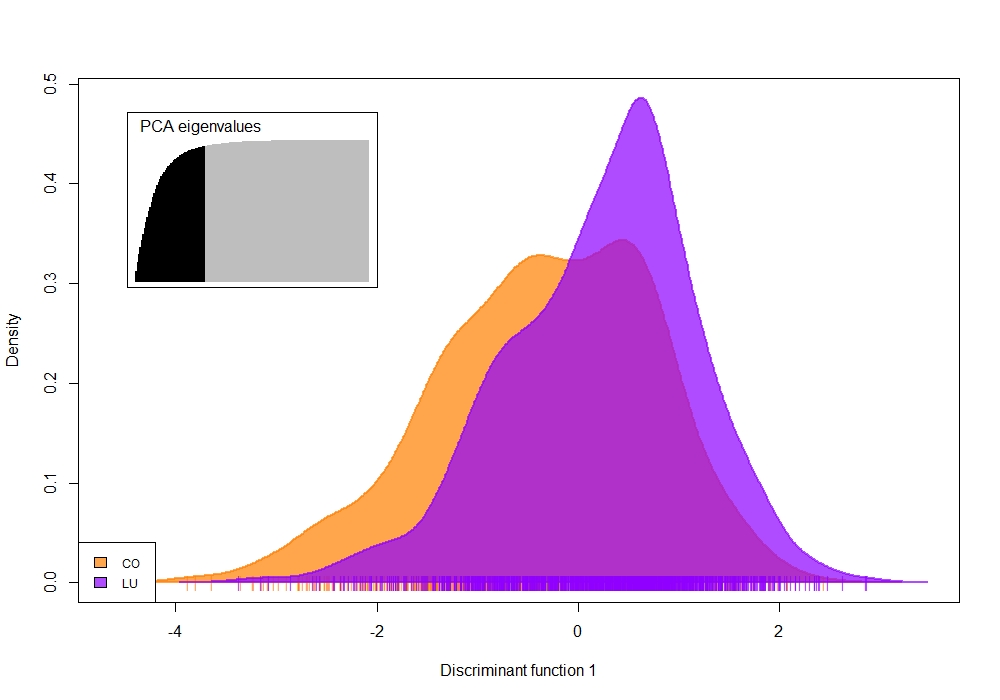 PCA eigenvalues
Density
0.5
0.4
0.3
0.2
0.1
0.0
CO
LU
-4 -2 0 2
Discriminant function 1